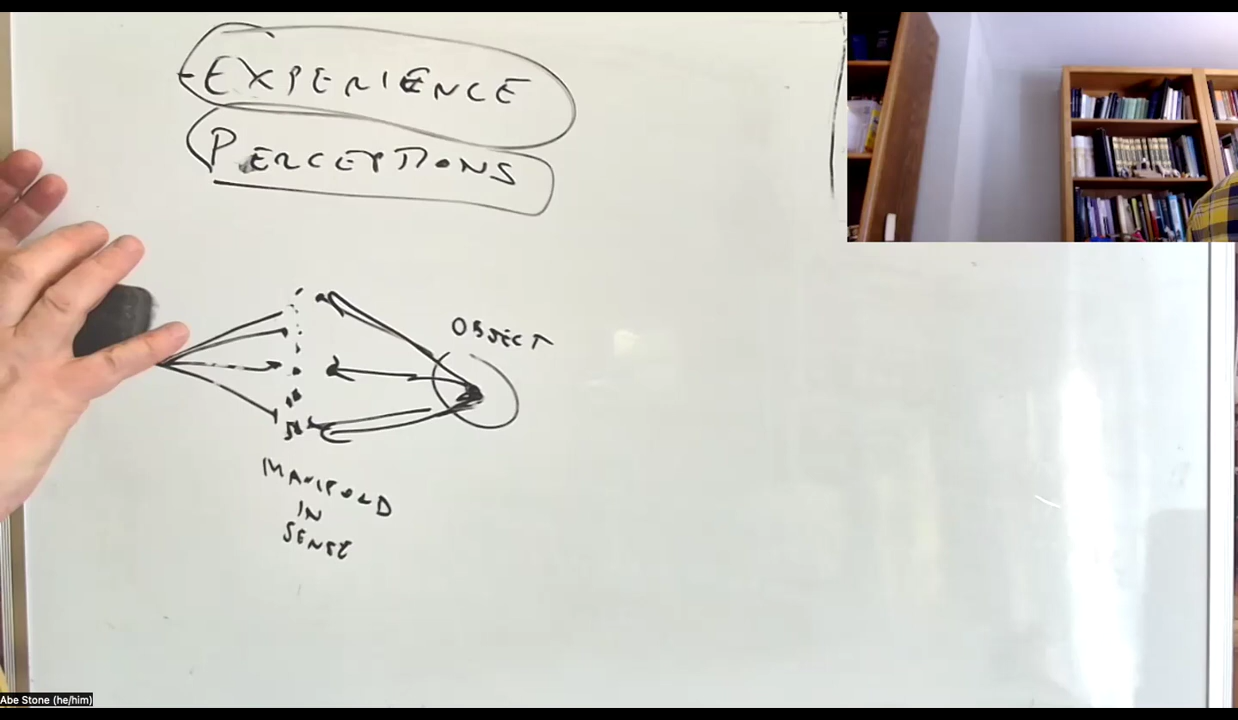 EXPERIENCE
PERCEPTIONS
OBJECT
MANIFOLD
IN
SENSE
Abe Stone (he/him)